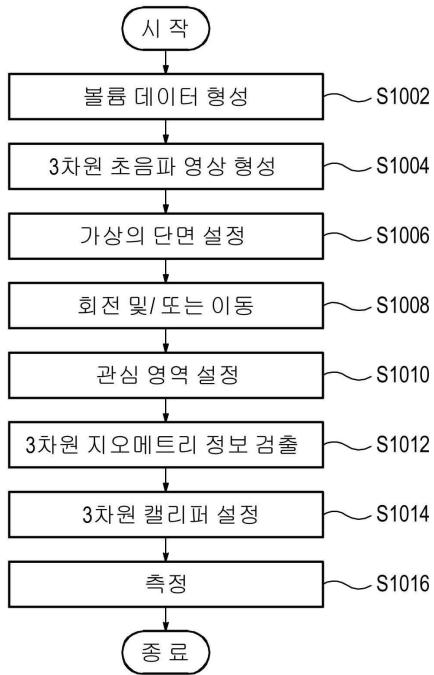 시 작
볼륨 데이터 형성 S1002
3차원 초음파 영상 형성 S1004
가상의 단면 설정 S1006
회전 및/ 또는 이동 S1008
관심 영역 설정 S1010
3차원 지오메트리 정보 검출 S1012
3차원 캘리퍼 설정 S1014
측정 S1016
종 료